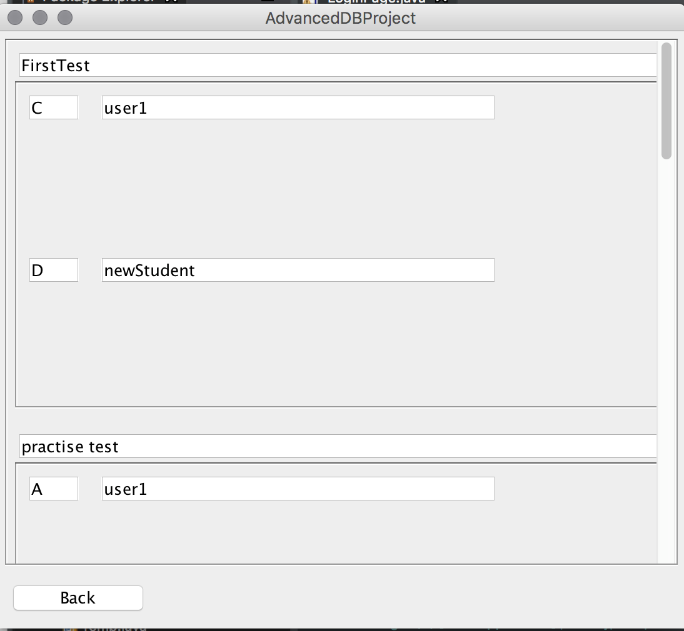 AdvancedDBProject
FirstTest
C user1
D newStudent
practise test
A user1
Back